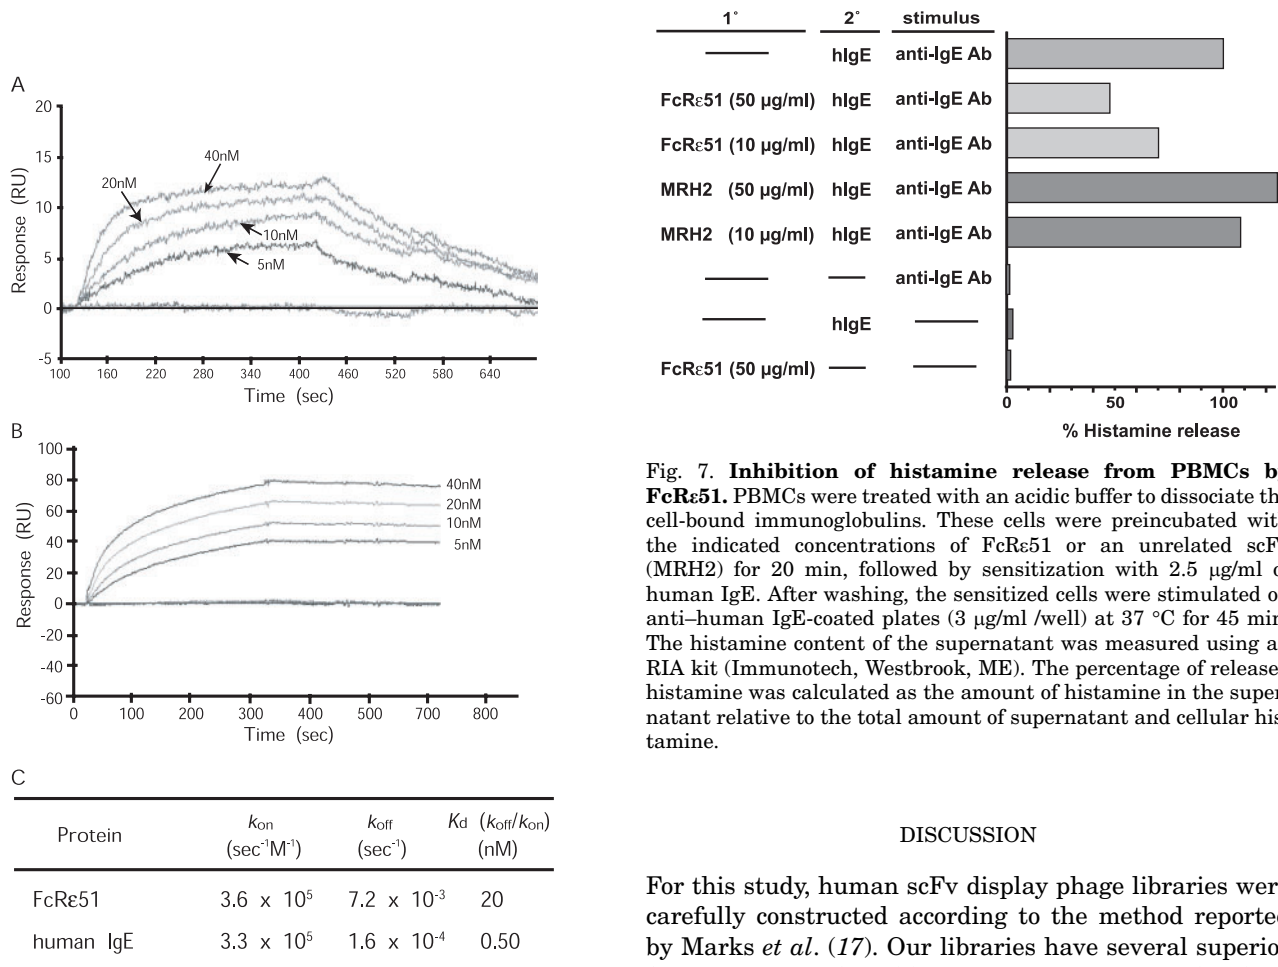 A
20
15
10
5
0
-5
Response (RU)
40nM
20nM
10nM
5nM
100 160 220 280 340 400 460 520 580 640
Time (sec)
B
100
80
60
40
20
0
-20
-40
-60
Response (RU)
40nM
20nM
10nM
5nM
0 100 200 300 400 500 600 700 800
Time (sec)
C
Protein kon koff Kd (koff/kon)
(sec⁻¹M⁻¹) (sec⁻¹) (nM)
FcRε51 3.6 x 10⁵ 7.2 x 10⁻³ 20
human IgE 3.3 x 10⁵ 1.6 x 10⁻⁴ 0.50
1° 2° stimulus
hIgE anti-IgE Ab
FcRε51 (50 µg/ml) hIgE anti-IgE Ab
FcRε51 (10 µg/ml) hIgE anti-IgE Ab
MRH2 (50 µg/ml) hIgE anti-IgE Ab
MRH2 (10 µg/ml) hIgE anti-IgE Ab
anti-IgE Ab
hIgE
FcRε51 (50 µg/ml)
0 50 100
% Histamine release
Fig. 7. Inhibition of histamine release from PBMCs b
FcRε51. PBMCs were treated with an acidic buffer to dissociate th
cell-bound immunoglobulins. These cells were preincubated wit
the indicated concentrations of FcRε51 or an unrelated scF
(MRH2) for 20 min, followed by sensitization with 2.5 µg/ml o
human IgE. After washing, the sensitized cells were stimulated o
anti–human IgE-coated plates (3 µg/ml /well) at 37 °C for 45 min
The histamine content of the supernatant was measured using a
RIA kit (Immunotech, Westbrook, ME). The percentage of release
histamine was calculated as the amount of histamine in the super
natant relative to the total amount of supernatant and cellular his
tamine.
DISCUSSION
For this study, human scFv display phage libraries wer
carefully constructed according to the method reported
by Marks et al. (17). Our libraries have several superio